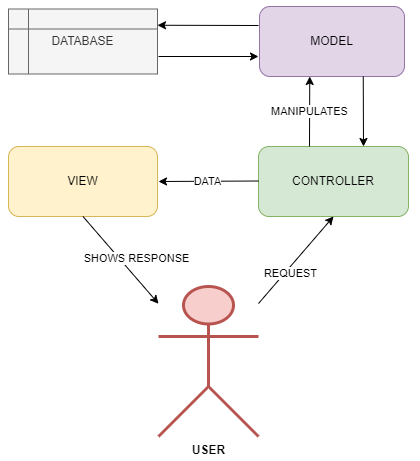 DATABASE
MODEL
MANIPULATES
VIEW
DATA
CONTROLLER
SHOWS RESPONSE
REQUEST
USER